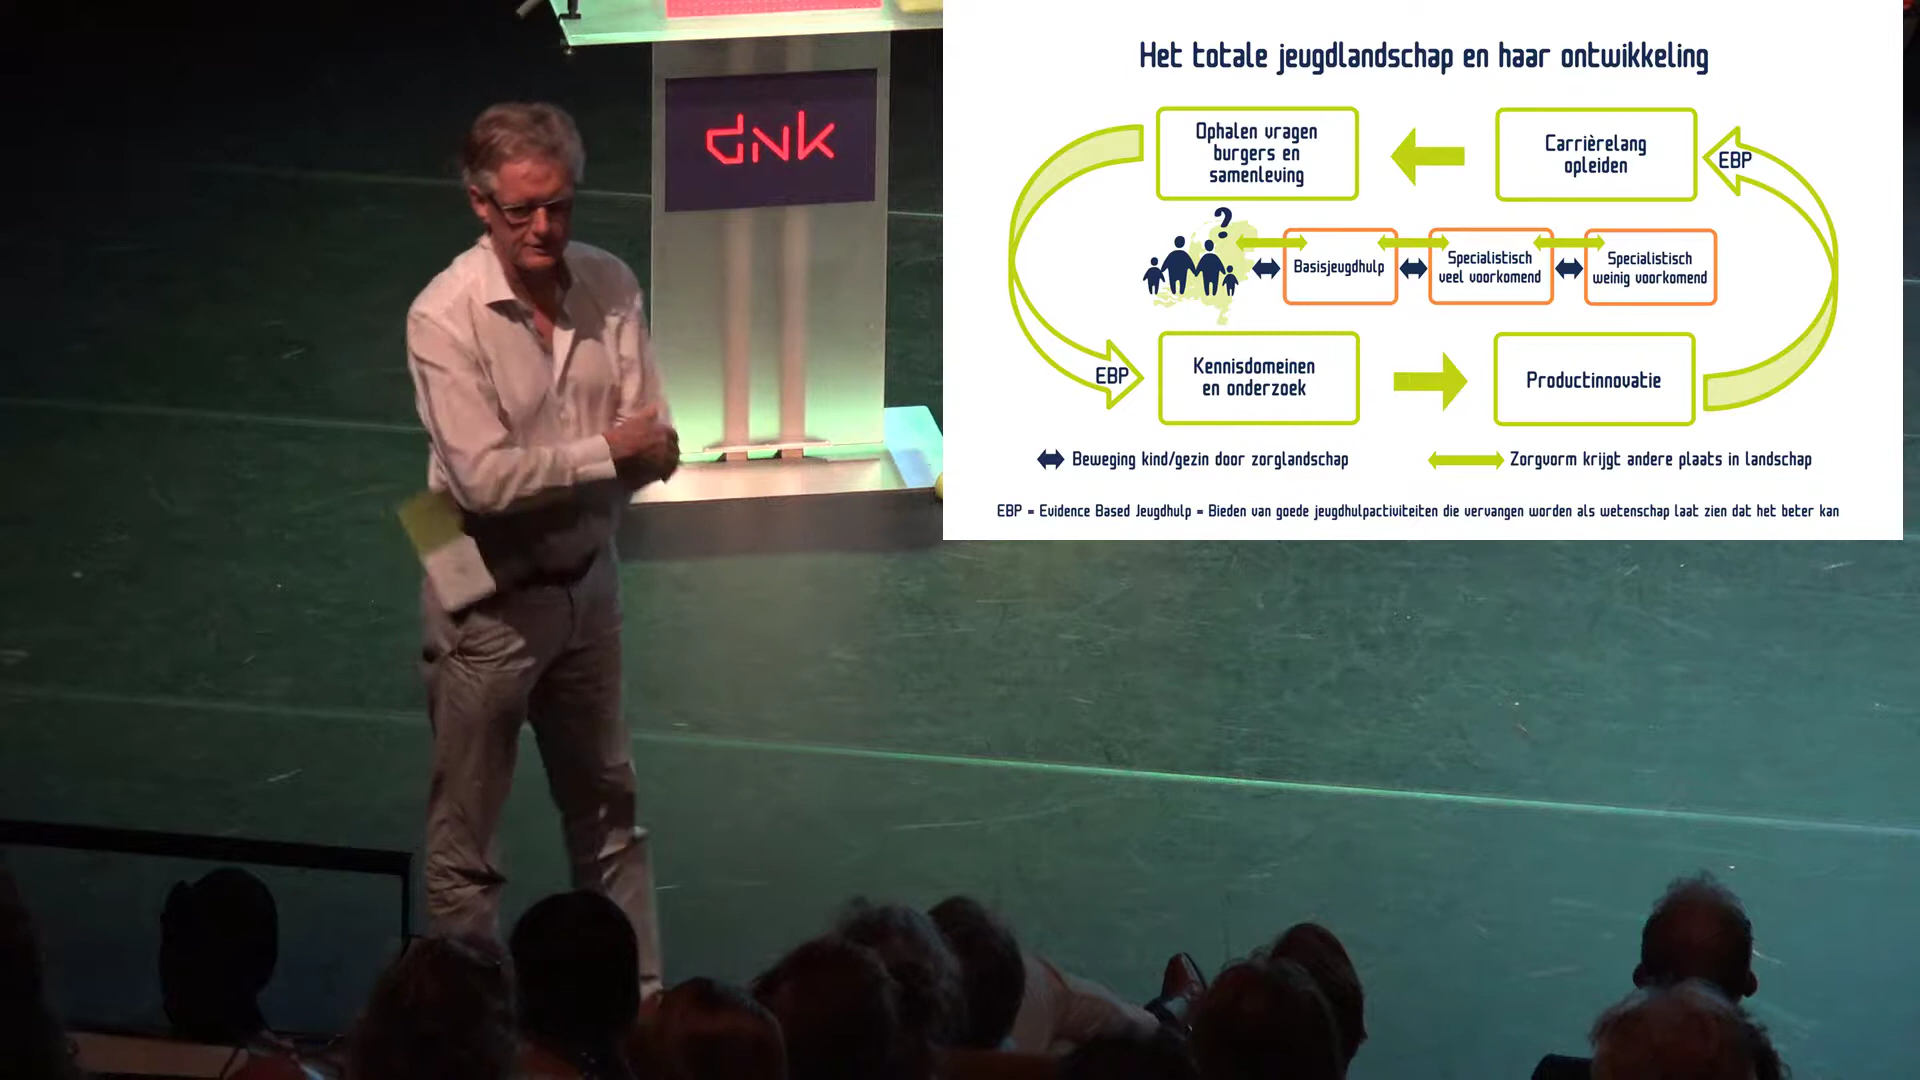 dNk
Het totale jeugdlandschap en haar ontwikkeling
Ophalen vragen
burgers en
samenleving
Carrièrelang
opleiden
EBP
?
Basisjeugdhulp
Specialistisch
veel voorkomend
Specialistisch
weinig voorkomend
EBP
Kennisdomeinen
en onderzoek
Productinnovatie
Beweging kind/gezin door zorglandschap
Zorgvorm krijgt andere plaats in landschap
EBP = Evidence Based Jeugdhulp = Bieden van goede jeugdhulpactiviteiten die vervangen worden als wetenschap laat zien dat het beter kan